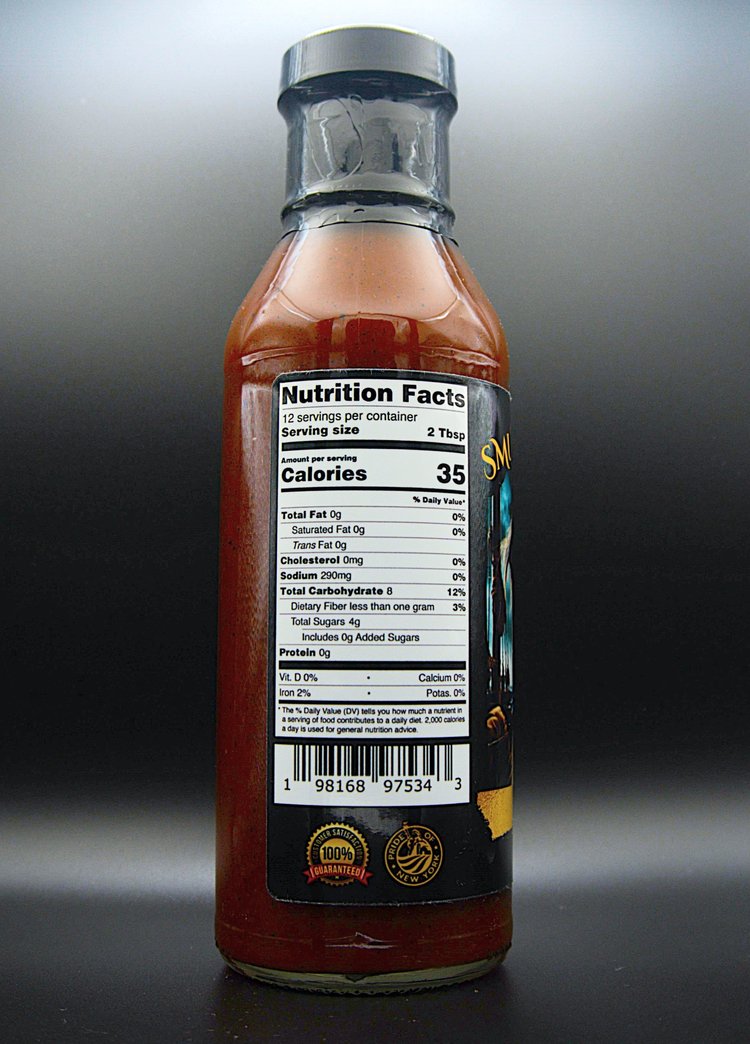 Nutrition Facts
12 servings per container
Serving size 2 Tbsp
Amount per serving
Calories 35
% Daily Value*
Total Fat 0g 0%
Saturated Fat 0g 0%
Trans Fat 0g
Cholesterol 0mg 0%
Sodium 290mg 0%
Total Carbohydrate 8 12%
Dietary Fiber less than one gram 3%
Total Sugars 4g
Includes 0g Added Sugars
Protein 0g
Vit. D 0% • Calcium 0%
Iron 2% • Potas. 0%
* The % Daily Value (DV) tells you how much a nutrient in
a serving of food contributes to a daily diet. 2,000 calories
a day is used for general nutrition advice.
1 98168 97534 3
CUSTOMER SATISFACTION
100%
GUARANTEED
PRIDE OF
NEW YORK